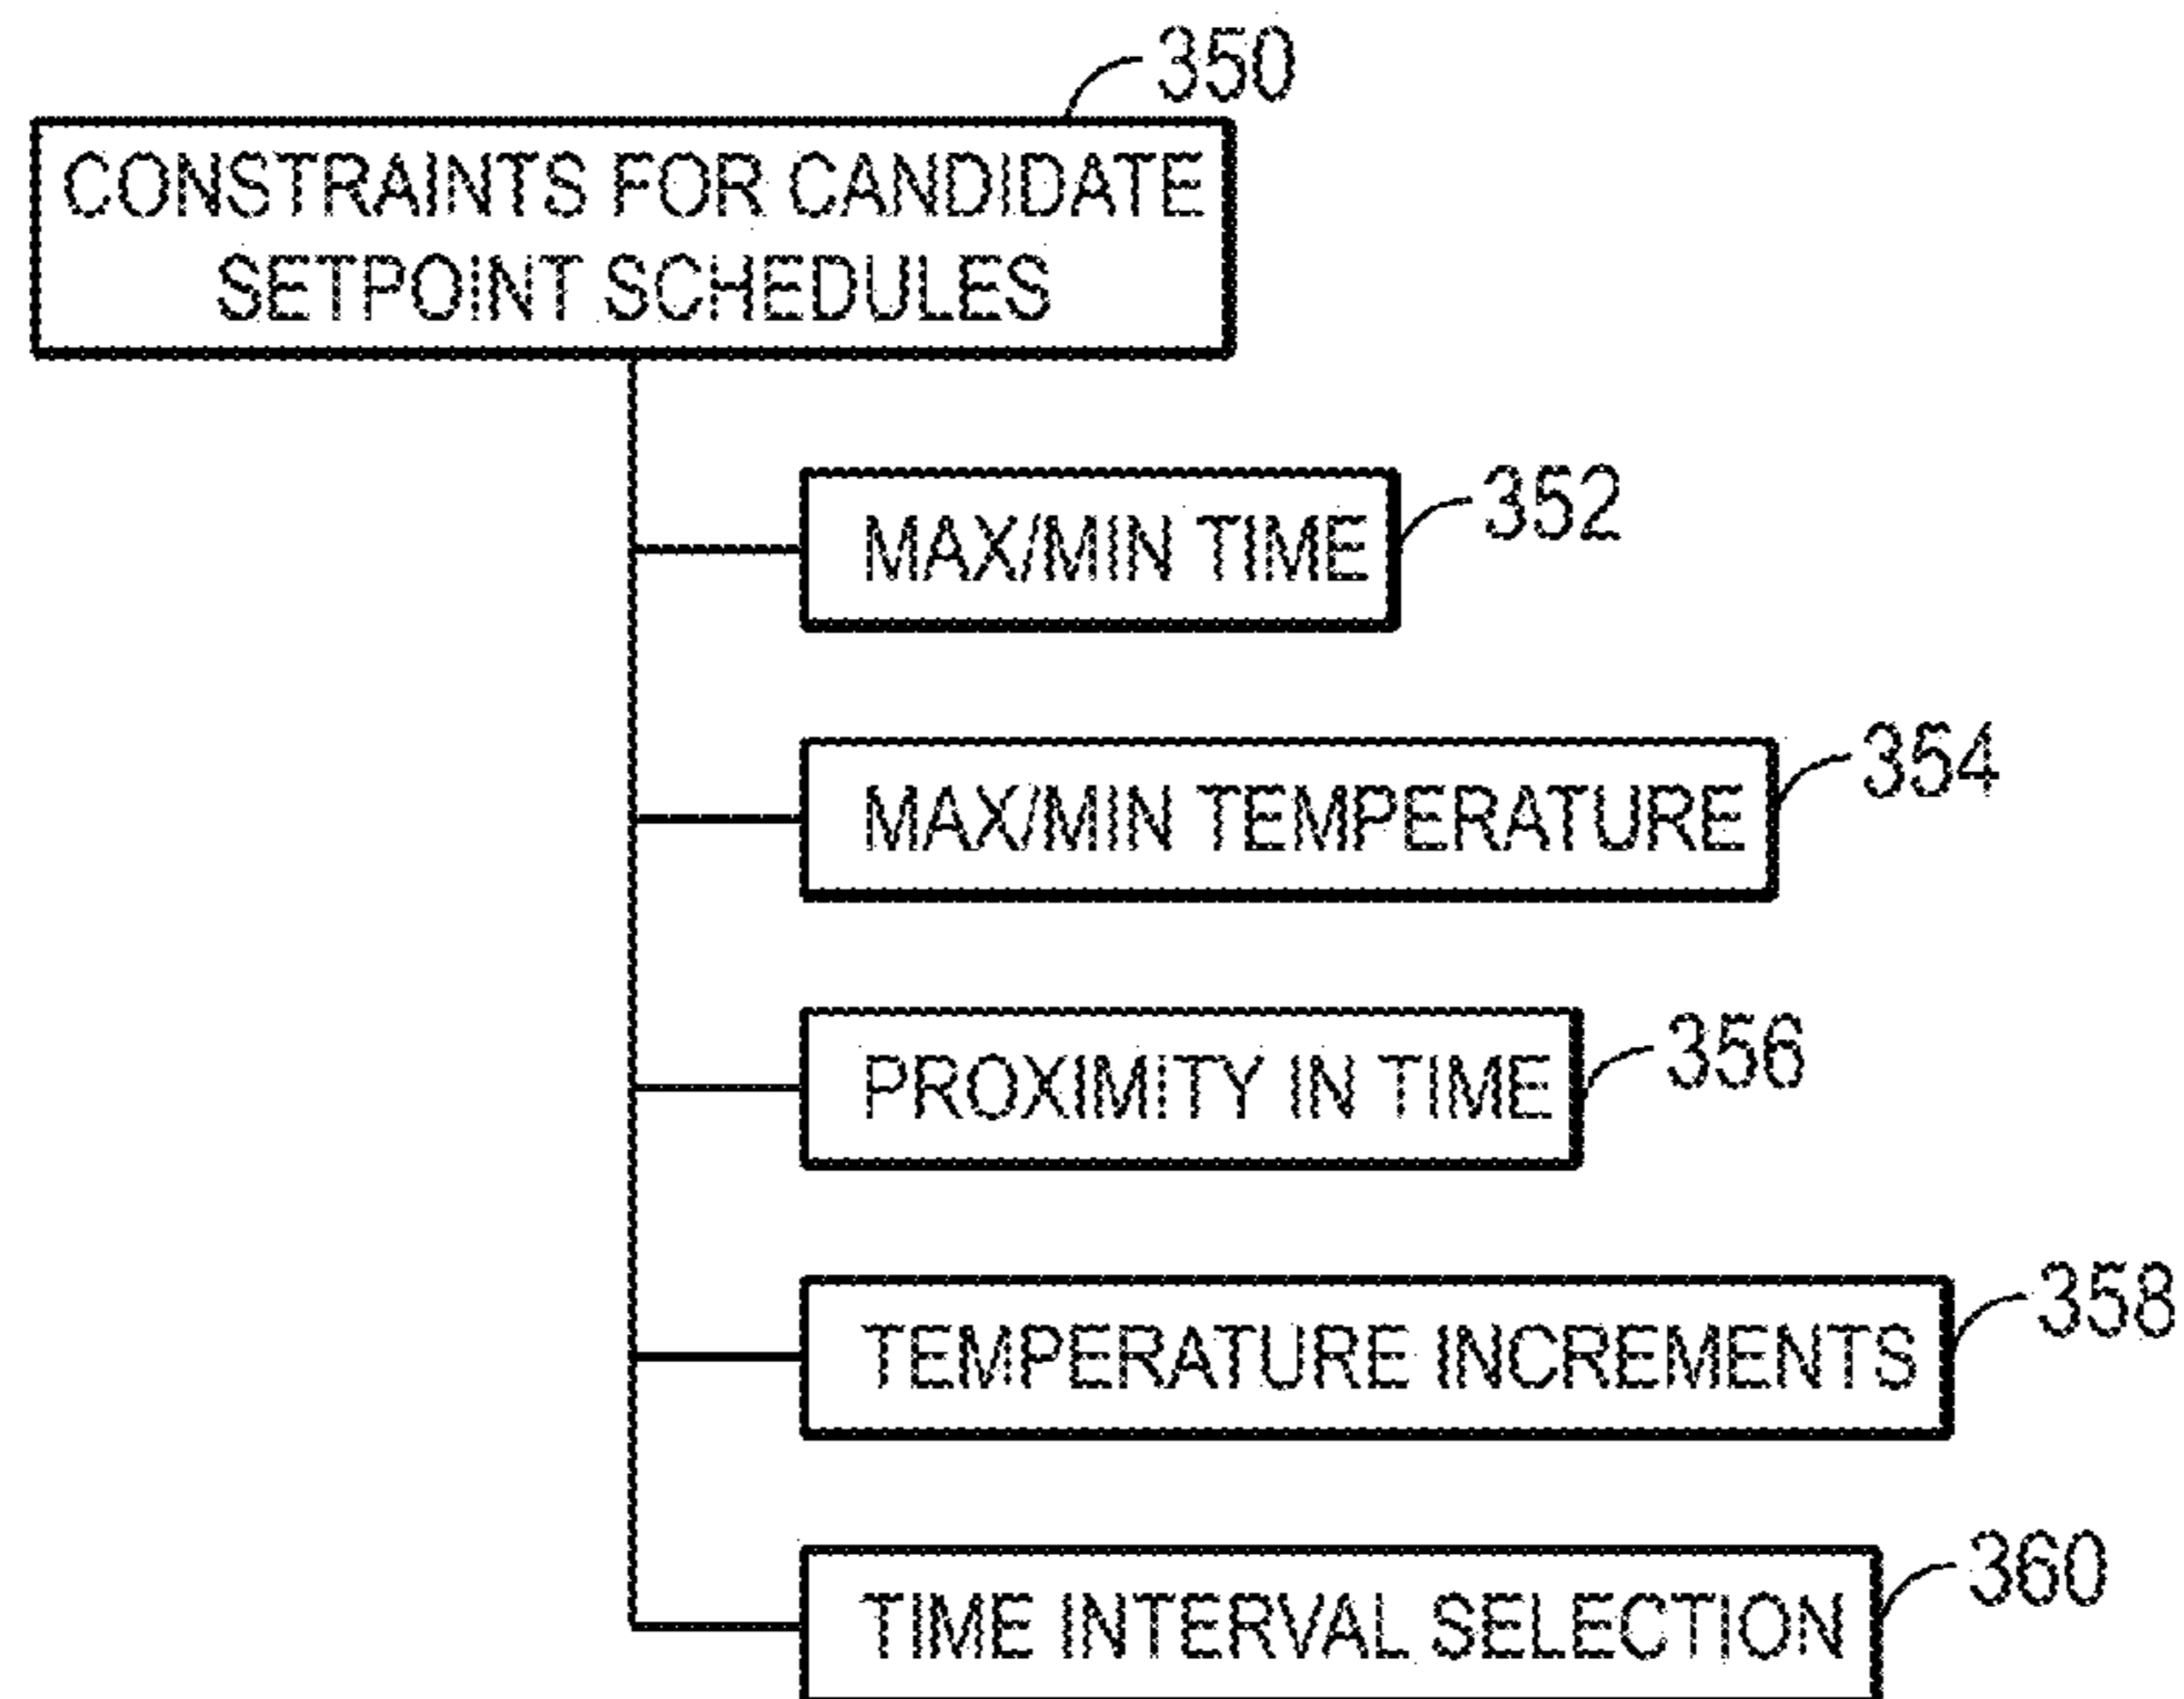 350
CONSTRAINTS FOR CANDIDATE
SETPOINT SCHEDULES
MAX/MIN TIME
352
MAX/MIN TEMPERATURE
354
PROXIMITY IN TIME
356
TEMPERATURE INCREMENTS
358
TIME INTERVAL SELECTION
360